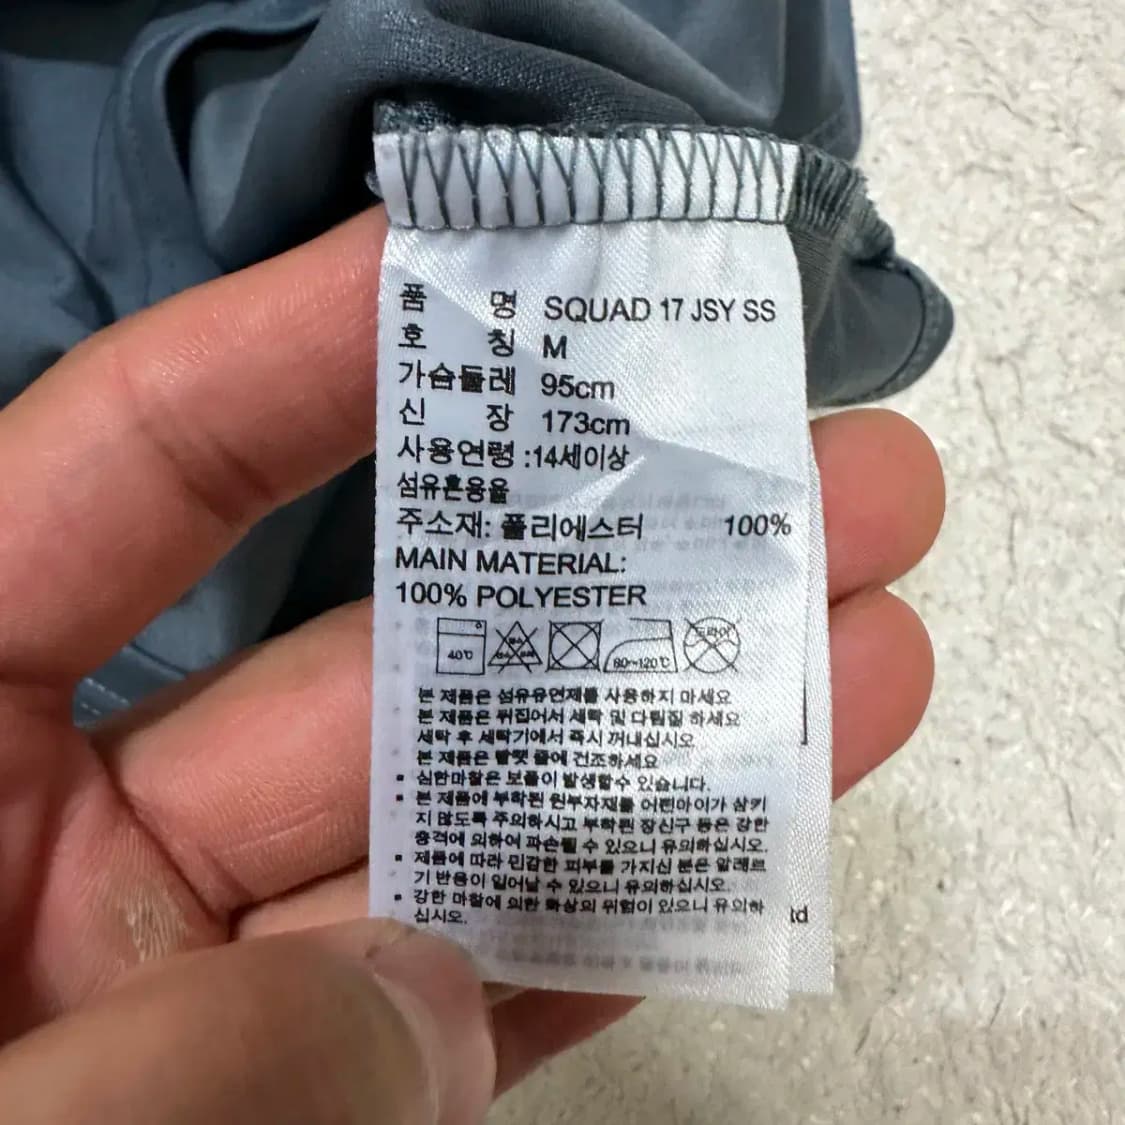 품 명 SQUAD 17 JSY SS
호 칭 M
가슴둘레 95cm
신 장 173cm
사용연령 :14세이상
섬유혼용율
주소재: 폴리에스터 100%
MAIN MATERIAL:
100% POLYESTER
40℃ 80~120℃ 드라이
본 제품은 섬유유연제를 사용하지 마세요
본 제품은 뒤집어서 세탁 및 다림질 하세요
세탁 후 세탁기에서 즉시 꺼내십시오
본 제품은 빨랫 줄에 건조하세요
▪ 심한마찰은 보풀이 발생할수 있습니다.
▪ 본 제품에 부착된 원부자재를 어린아이가 삼키
지 않도록 주의하시고 부착된 장신구 등은 강한
충격에 의하여 파손될 수 있으니 유의하십시오.
▪ 제품에 따라 민감한 피부를 가지신 분은 알레르
기 반응이 일어날 수 있으니 유의하십시오.
▪ 강한 마찰에 의한 화상의 위험이 있으니 유의하
십시오.
td